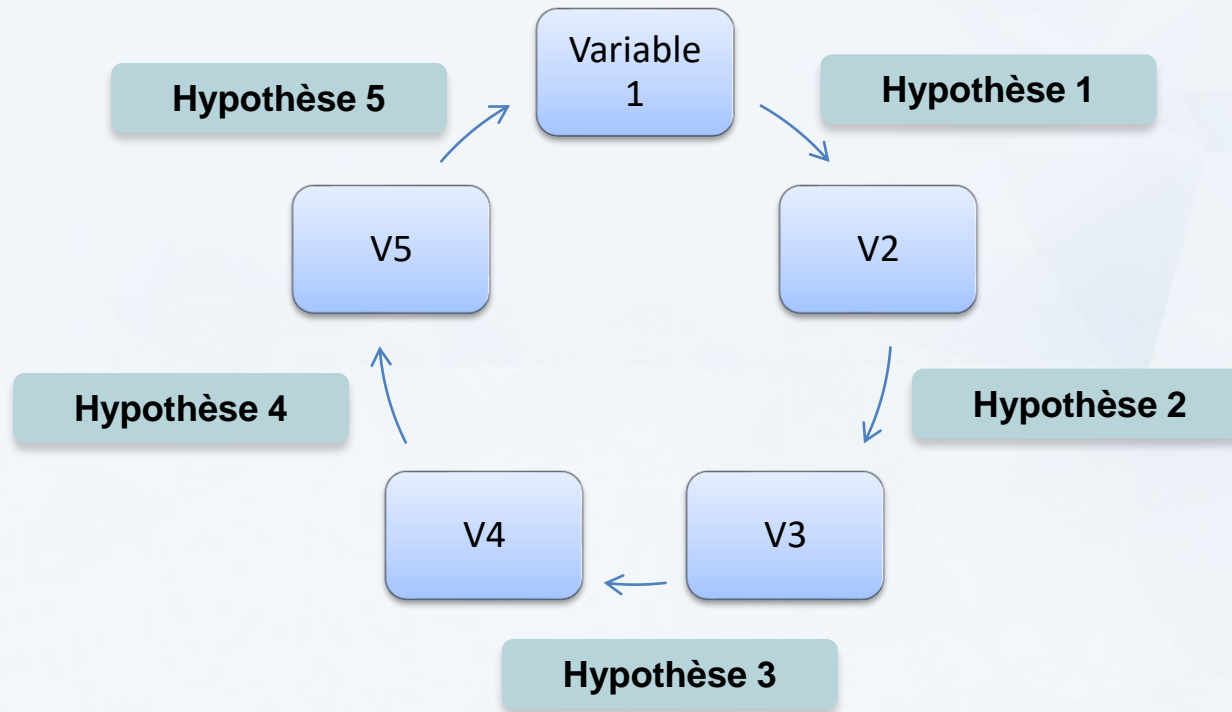 Variable
1
Hypothèse 1
Hypothèse 5
V5
V2
Hypothèse 4
Hypothèse 2
V4
V3
Hypothèse 3